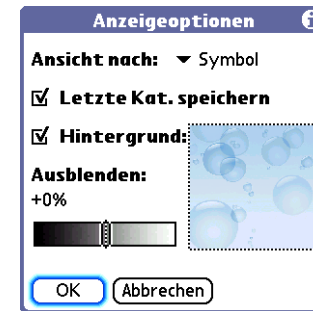 Anzeigeoptionen
Ansicht nach: Symbol
Letzte Kat. speichern
Hintergrund:
Ausblenden:
+0%
OK Abbrechen